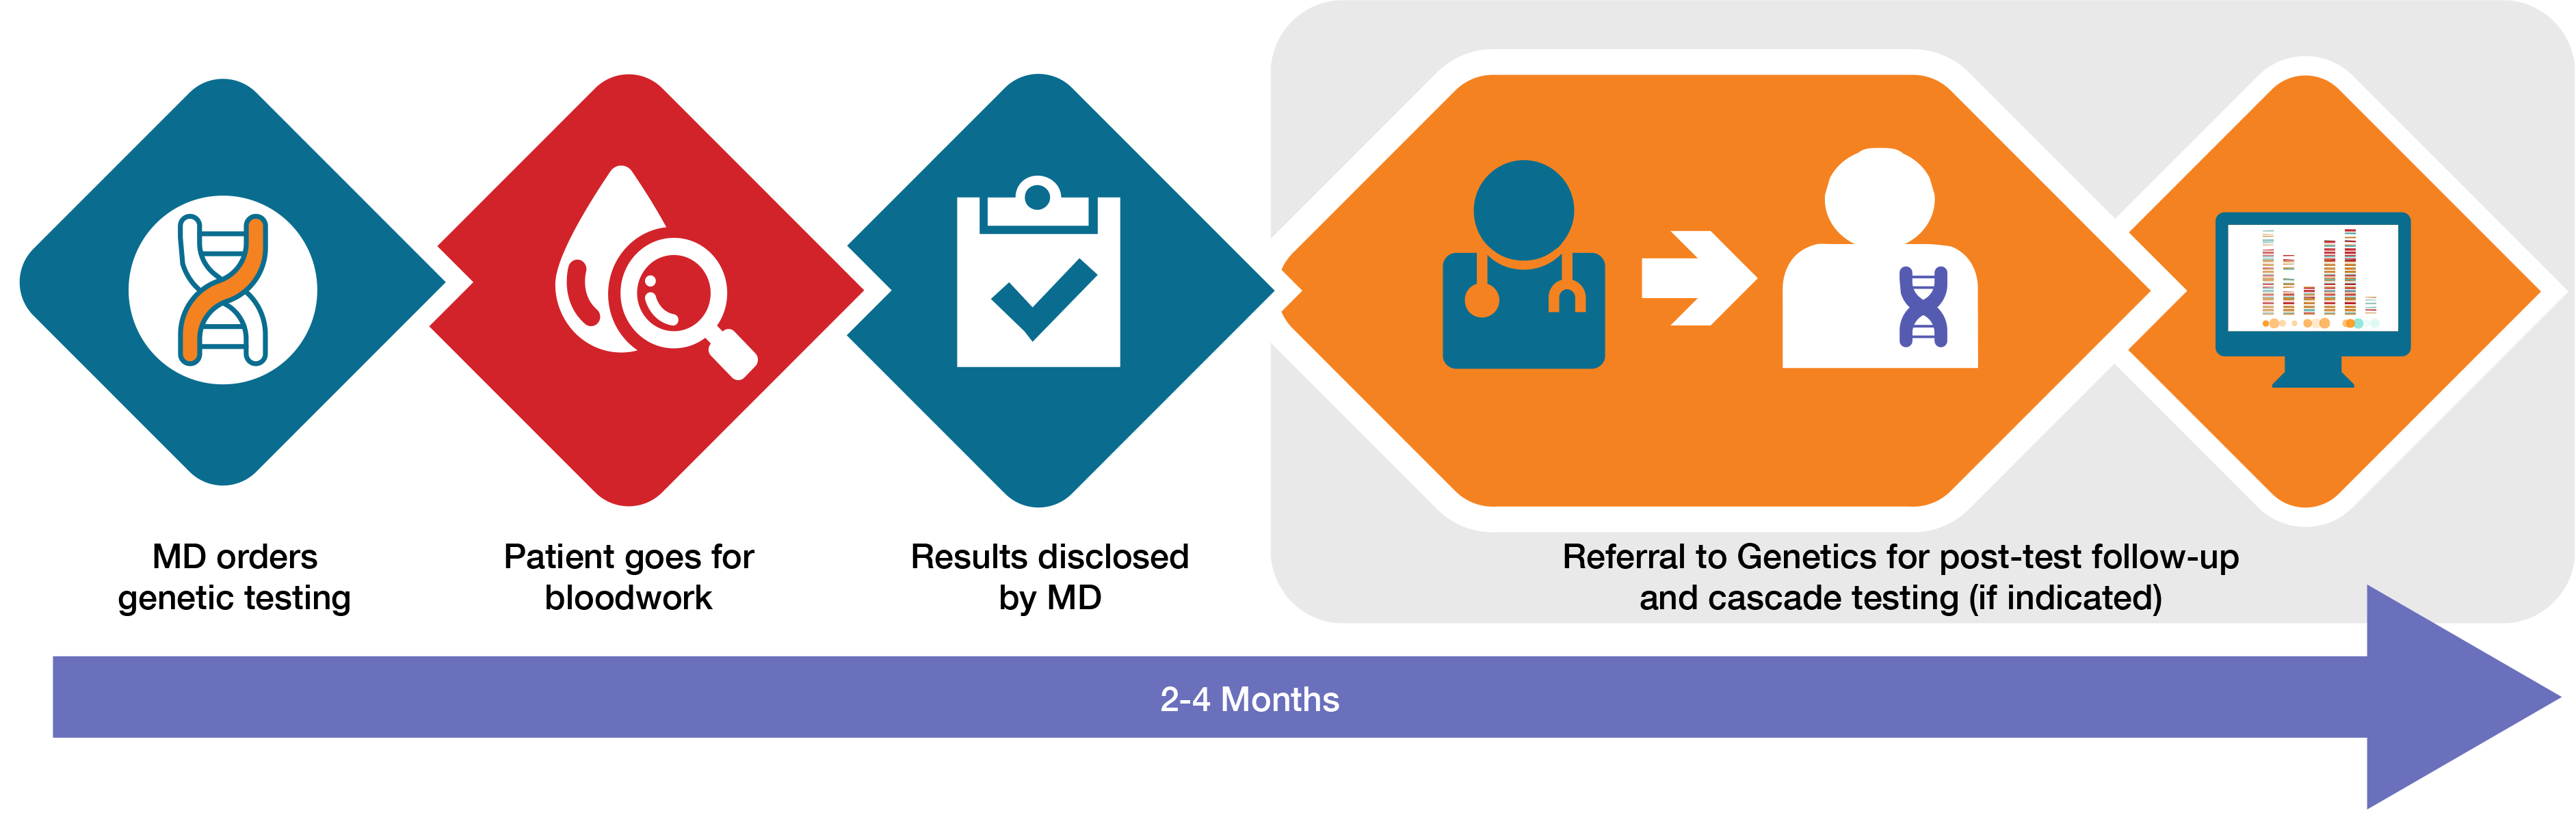 MD orders
genetic testing
Patient goes for
bloodwork
Results disclosed
by MD
Referral to Genetics for post-test follow-up
and cascade testing (if indicated)
2-4 Months